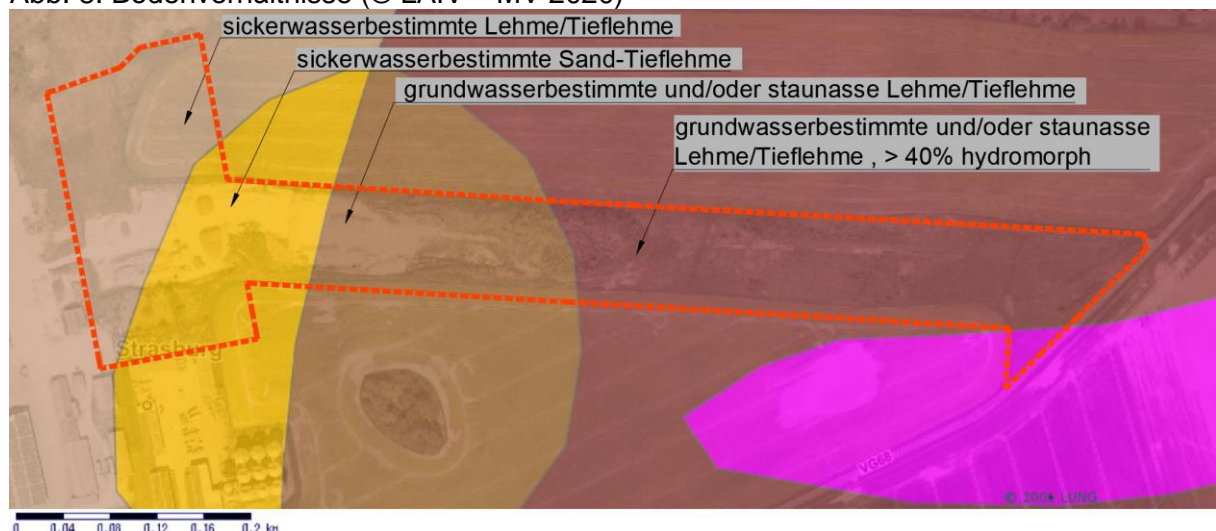 sickerwasserbestimmte Lehme/Tieflehme
sickerwasserbestimmte Sand-Tieflehme
grundwasserbestimmte und/oder staunasse Lehme/Tieflehme
grundwasserbestimmte und/oder staunasse
Lehme/Tieflehme , > 40% hydromorph
Strasburg
VG68
© 2006 LUNG
0 0.04 0.08 0.12 0.16 0.2 km